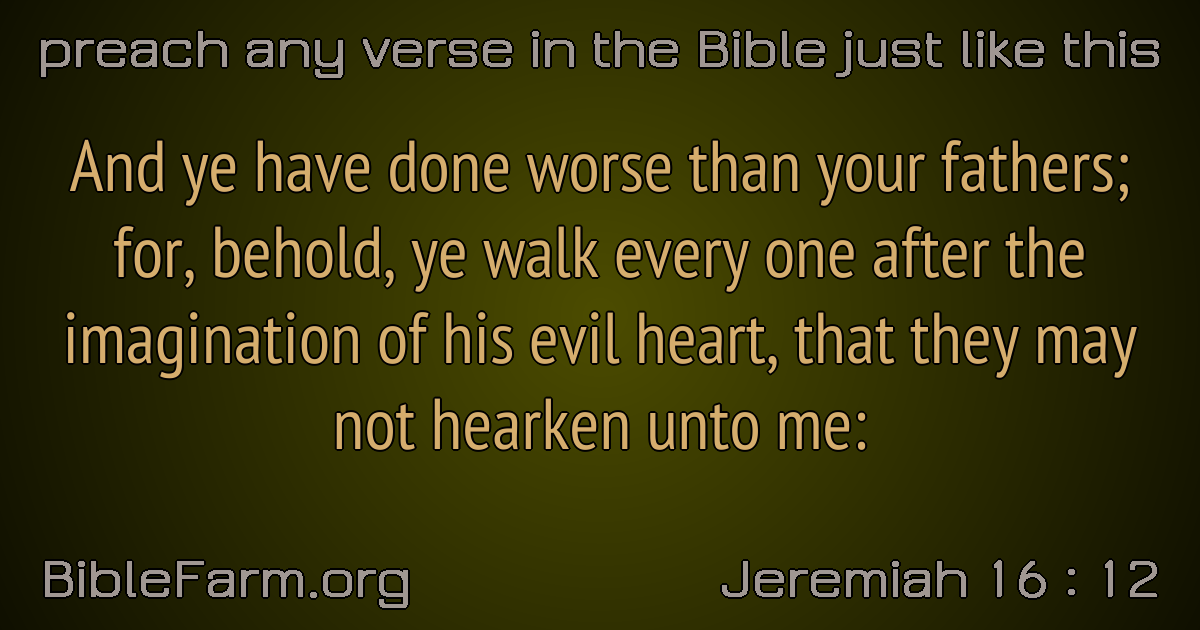 preach any verse in the Bible just like this
And ye have done worse than your fathers;
for, behold, ye walk every one after the
imagination of his evil heart, that they may
not hearken unto me:
BibleFarm.org
Jeremiah 16 : 12